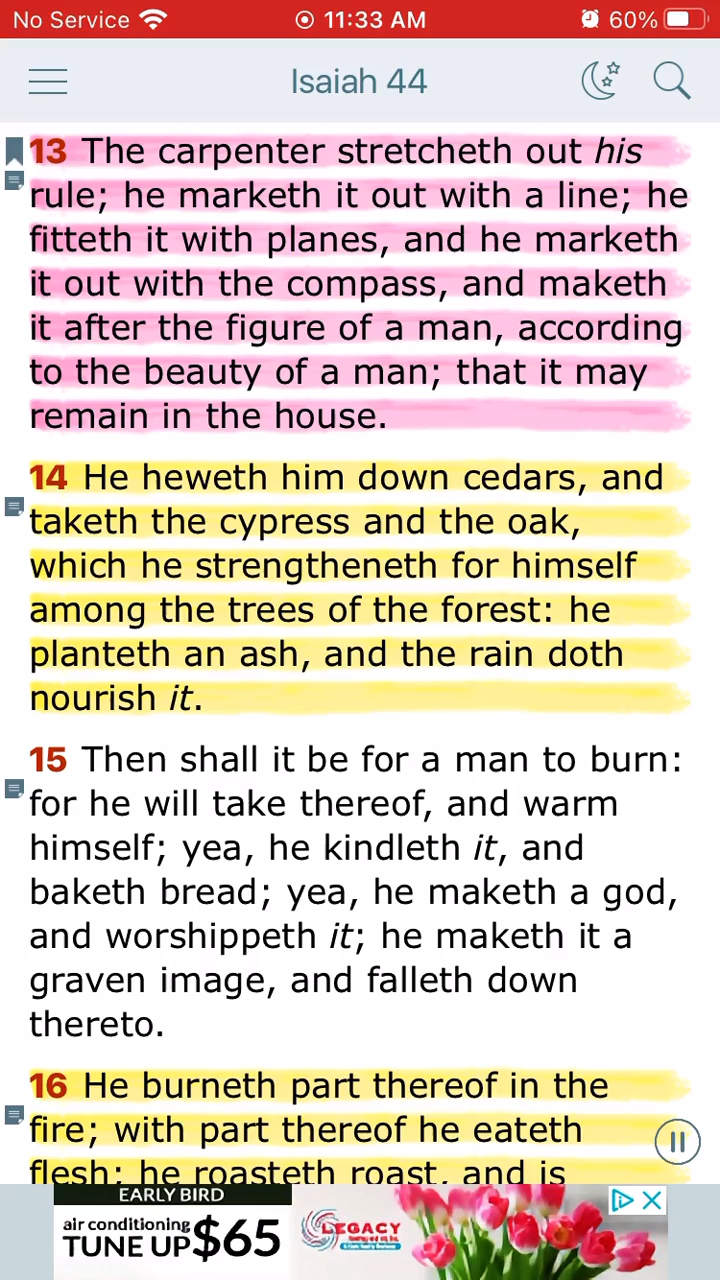 No Service 11:33 AM 60%
Isaiah 44
13 The carpenter stretcheth out his
rule; he marketh it out with a line; he
fitteth it with planes, and he marketh
it out with the compass, and maketh
it after the figure of a man, according
to the beauty of a man; that it may
remain in the house.
14 He heweth him down cedars, and
taketh the cypress and the oak,
which he strengtheneth for himself
among the trees of the forest: he
planteth an ash, and the rain doth
nourish it.
15 Then shall it be for a man to burn:
for he will take thereof, and warm
himself; yea, he kindleth it, and
baketh bread; yea, he maketh a god,
and worshippeth it; he maketh it a
graven image, and falleth down
thereto.
16 He burneth part thereof in the
fire; with part thereof he eateth
flesh; he roasteth roast, and is
EARLY BIRD
air conditioning
TUNE UP $65
LEGACY